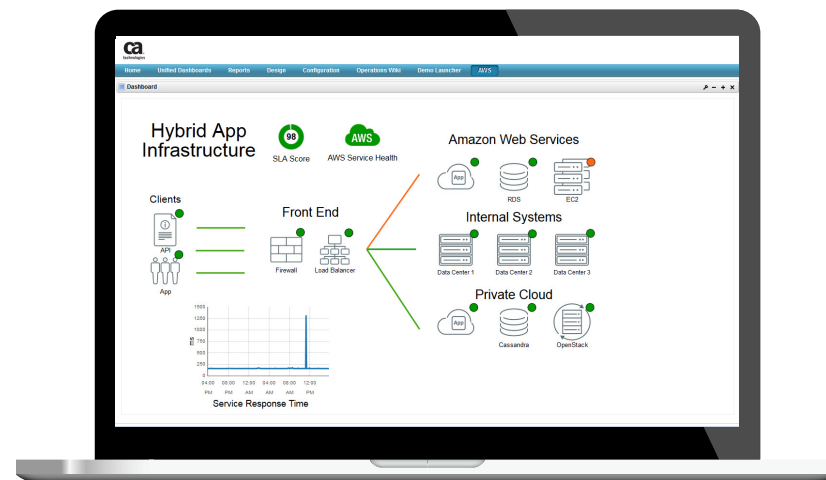 ca
technologies
Home Unified Dashboards Reports Design Configuration Operations Wiki Demo Launcher AWS
Dashboard
Hybrid App
Infrastructure
98
SLA Score
AWS
AWS Service Health
Clients
API
App
Front End
Firewall
Load Balancer
Amazon Web Services
App
RDS
EC2
Internal Systems
Data Center 1
Data Center 2
Data Center 3
Private Cloud
App
Cassandra
OpenStack
ms
1500
1250
1000
750
500
250
0
04:00 08:00 12:00 04:00 08:00 12:00
PM PM AM AM AM PM
Service Response Time